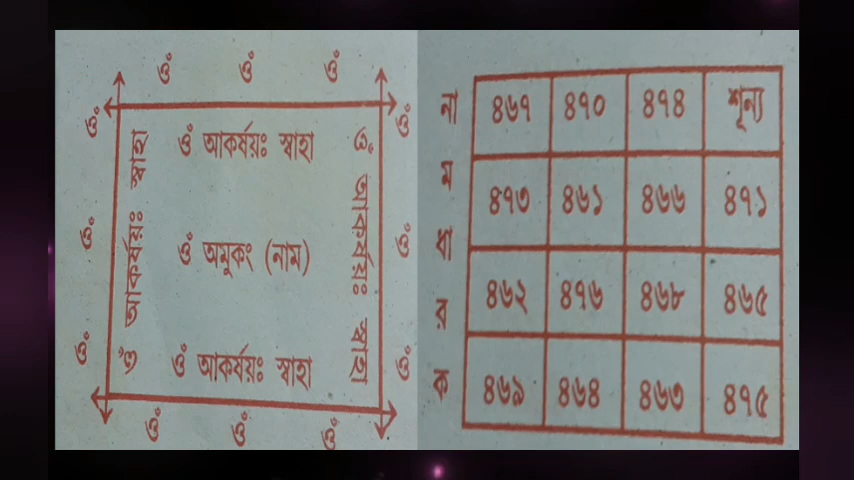 ওঁ ওঁ ওঁ
ওঁ ওঁ
ওঁ আকর্ষয়ঃ স্বাহা
ওঁ আকর্ষয়ঃ স্বাহা
ওঁ আকর্ষয়ঃ স্বাহা
ওঁ অমুকং (নাম) ওঁ
ওঁ
ওঁ আকর্ষয়ঃ স্বাহা
ওঁ ওঁ
ওঁ ওঁ ওঁ
না ৪৬৭ ৪৭০ ৪৭৪ শূন্য
ম ৪৭৩ ৪৬১ ৪৬৬ ৪৭১
ধা
র ৪৬২ ৪৭৬ ৪৬৮ ৪৬৫
ক ৪৬৯ ৪৬৪ ৪৬৩ ৪৭৫